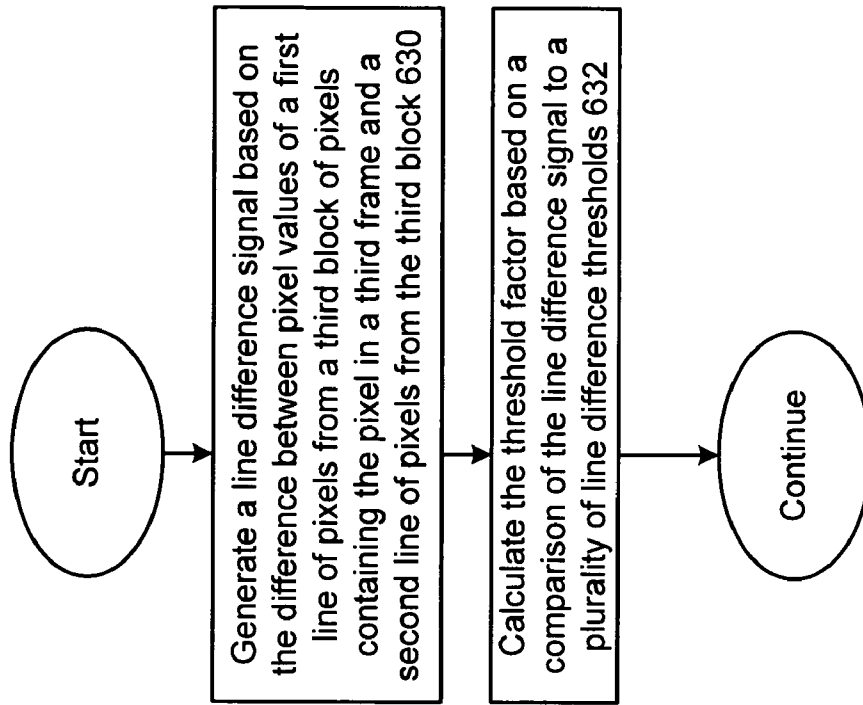 Start
Generate a line difference signal based on
the difference between pixel values of a first
line of pixels from a third block of pixels
containing the pixel in a third frame and a
second line of pixels from the third block 630
Calculate the threshold factor based on a
comparison of the line difference signal to a
plurality of line difference thresholds 632
Continue